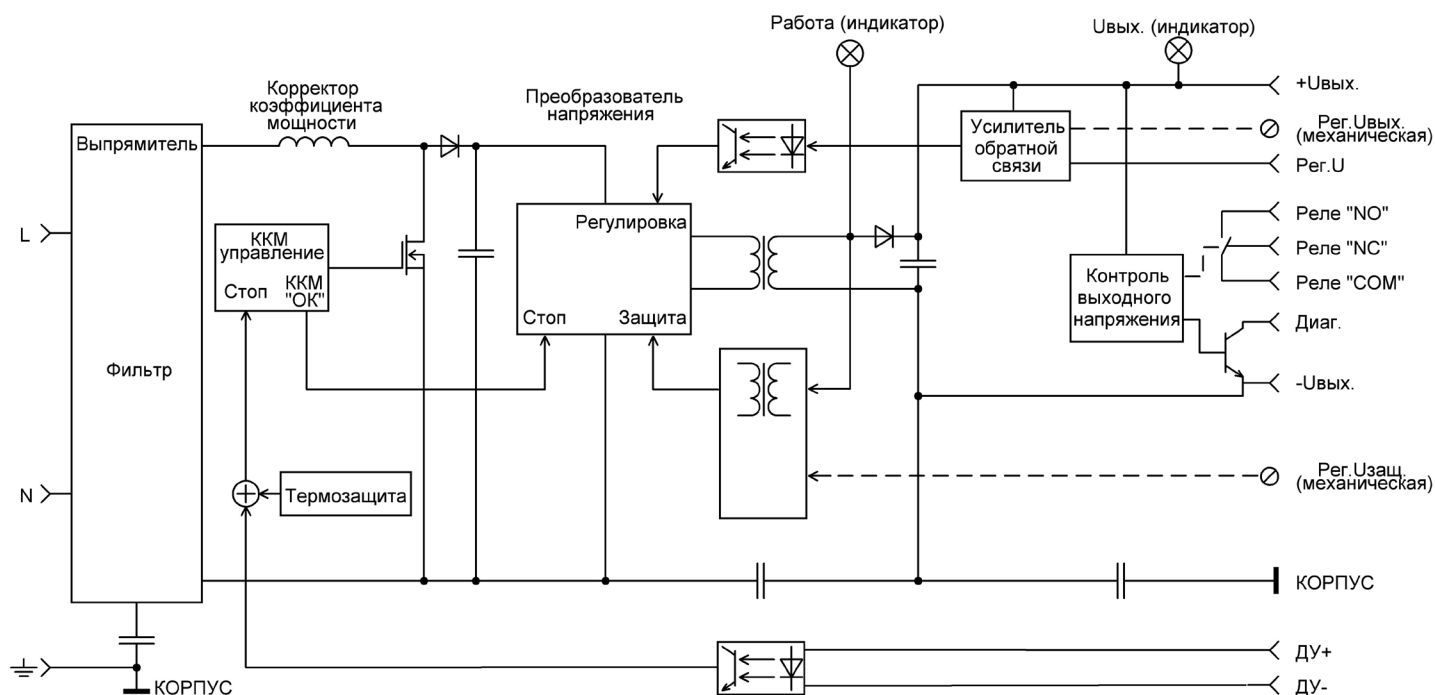 Работа (индикатор)
Uвых. (индикатор)
Корректор
коэффициента
мощности
Преобразователь
напряжения
+Uвых.
Выпрямитель
Усилитель
обратной
связи
Рег.Uвых.
(механическая)
Рег.U
Регулировка
Реле "NO"
L
ККМ
управление
Реле "NC"
Стоп
ККМ
"ОК"
Контроль
выходного
напряжения
Реле "COM"
Стоп
Защита
Диаг.
Фильтр
-Uвых.
N
Термозащита
Рег.Uзащ.
(механическая)
КОРПУС
ДУ+
КОРПУС
ДУ-